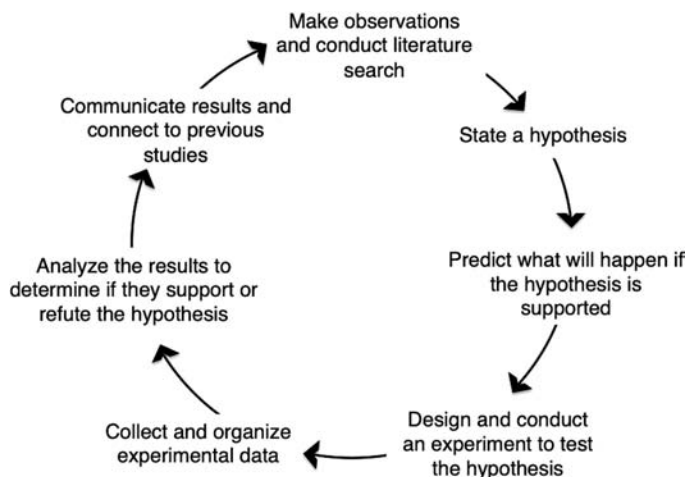 Make observations
and conduct literature
search
State a hypothesis
Predict what will happen if
the hypothesis is
supported
Design and conduct
an experiment to test
the hypothesis
Collect and organize
experimental data
Analyze the results to
determine if they support or
refute the hypothesis
Communicate results and
connect to previous
studies